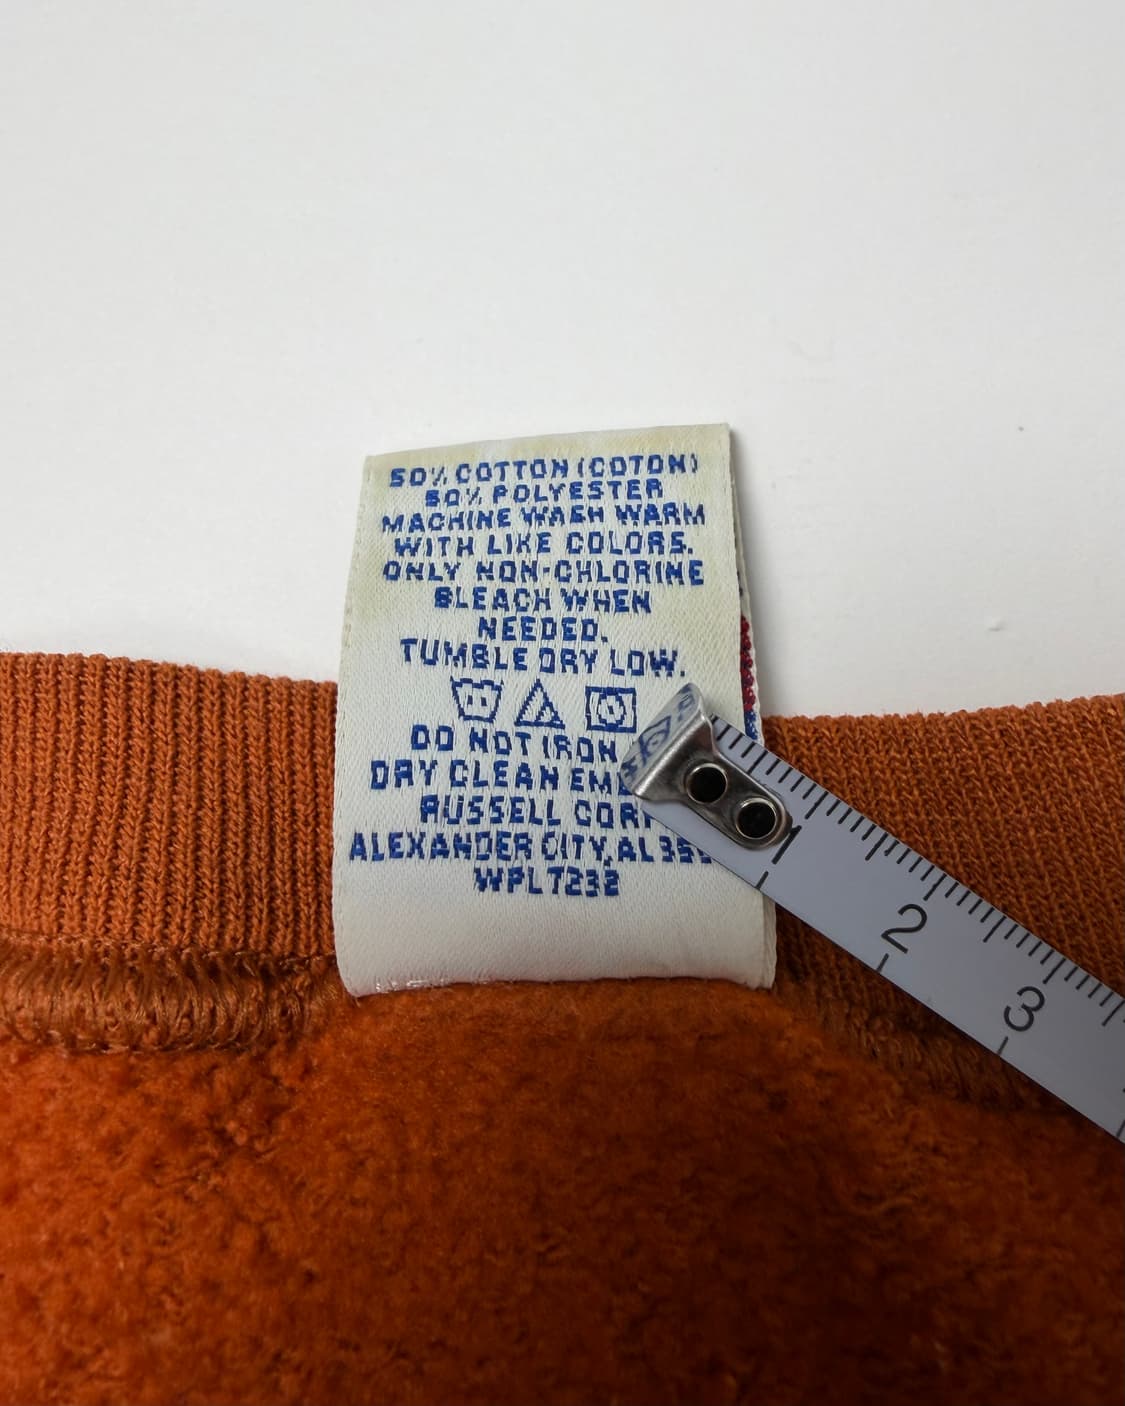 50% COTTON (COTON)
50% POLYESTER
MACHINE WASH WARM
WITH LIKE COLORS.
ONLY NON-CHLORINE
BLEACH WHEN
NEEDED.
TUMBLE DRY LOW.
DO NOT IRON
DRY CLEAN
RUSSELL
ALEXANDER CITY, AL
WPL 7232
1
2
3